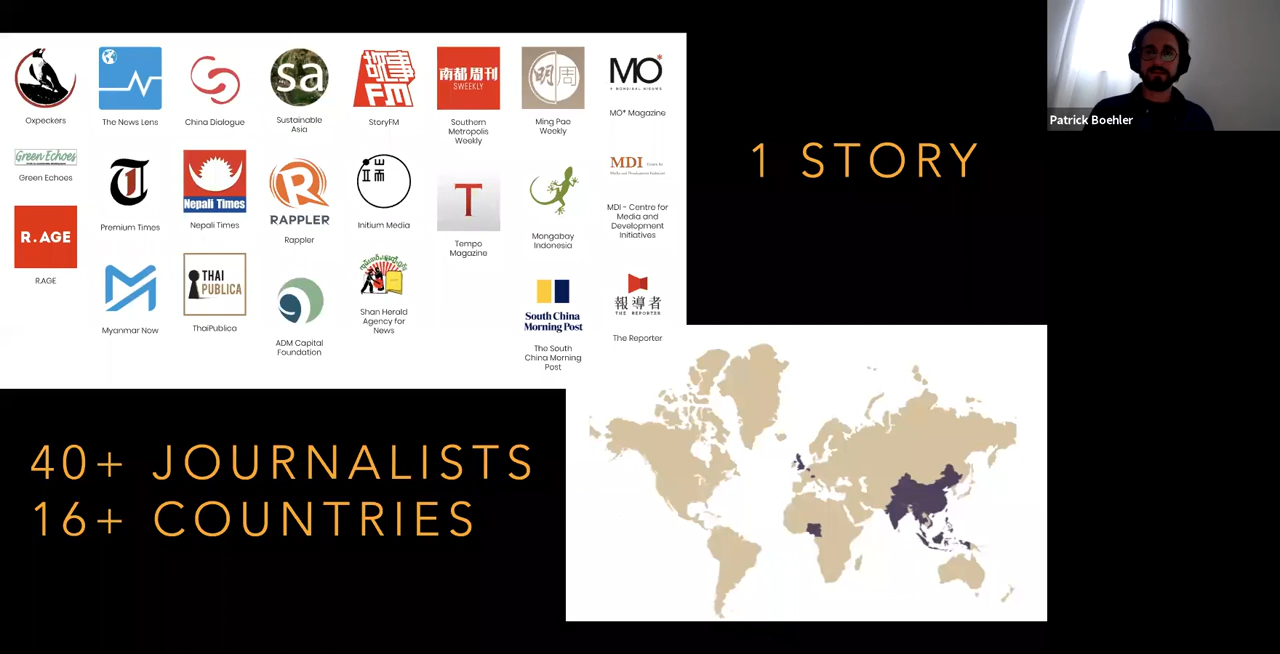 sa
故事
FM
南都周刊
SWEEKLY
明周
MO*
Oxpeckers
The News Lens
China Dialogue
Sustainable
Asia
StoryFM
Southern
Metropolis
Weekly
Ming Pao
Weekly
MO* Magazine
Patrick Boehler
1 STORY
Green Echoes
Green Echoes
T
Nepali Times
R
RAPPLER
T
MDI
Premium Times
Nepali Times
Rappler
Initium Media
Tempo
Magazine
Mongabay
Indonesia
MDI - Centre for
Media and
Development
Initiatives
R.AGE
R.AGE
THAI
PUBLICA
South China
Morning Post
報導者
THE REPORTER
Myanmar Now
ThaiPublica
ADM Capital
Foundation
Shan Herald
Agency for
News
The South
China Morning
Post
The Reporter
40+ JOURNALISTS
16+ COUNTRIES